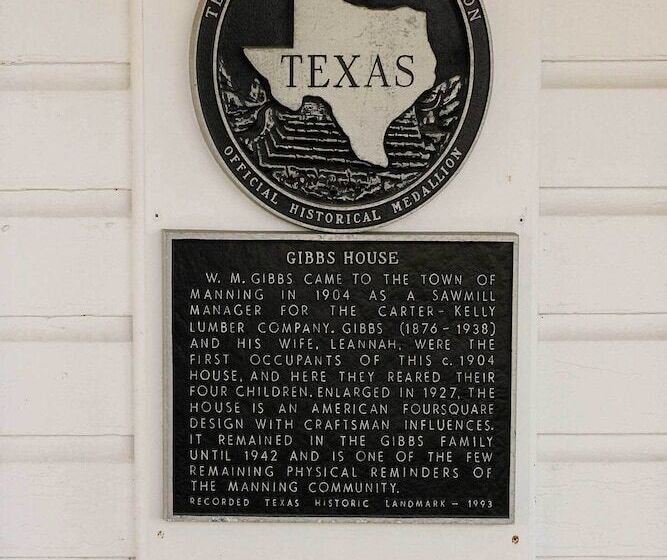 TEXAS
OFFICIAL HISTORICAL MEDALLION
GIBBS HOUSE
W. M. GIBBS CAME TO THE TOWN OF
MANNING IN 1904 AS A SAWMILL
MANAGER FOR THE CARTER-KELLY
LUMBER COMPANY. GIBBS (1876-1938)
AND HIS WIFE, LEANNAH, WERE THE
FIRST OCCUPANTS OF THIS c. 1904
HOUSE, AND HERE THEY REARED THEIR
FOUR CHILDREN. ENLARGED IN 1927, THE
HOUSE IS AN AMERICAN FOURSQUARE
DESIGN WITH CRAFTSMAN INFLUENCES.
IT REMAINED IN THE GIBBS FAMILY
UNTIL 1942 AND IS ONE OF THE FEW
REMAINING PHYSICAL REMINDERS OF
THE MANNING COMMUNITY.
RECORDED TEXAS HISTORIC LANDMARK - 1993